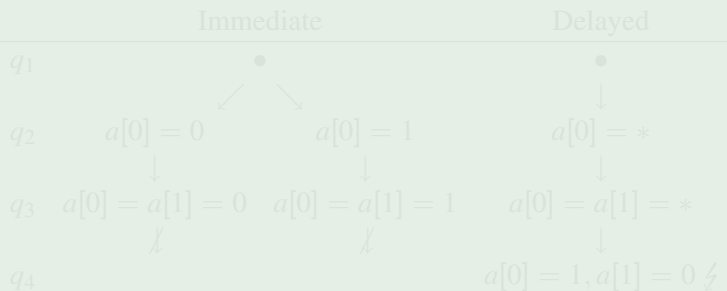 Immediate Delayed
q₁ • •
↙ ↘ ↓
q₂ a[0] = 0 a[0] = 1 a[0] = *
↓ ↓ ↓
q₃ a[0] = a[1] = 0 a[0] = a[1] = 1 a[0] = a[1] = *
↓̸ ↓̸ ↓
q₄ a[0] = 1, a[1] = 0 ↯